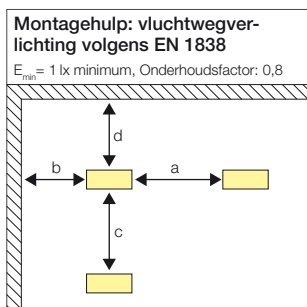 Montagehulp: vluchtwegver-
lichting volgens EN 1838
Emin= 1 lx minimum, Onderhoudsfactor: 0,8
d
b
a
c